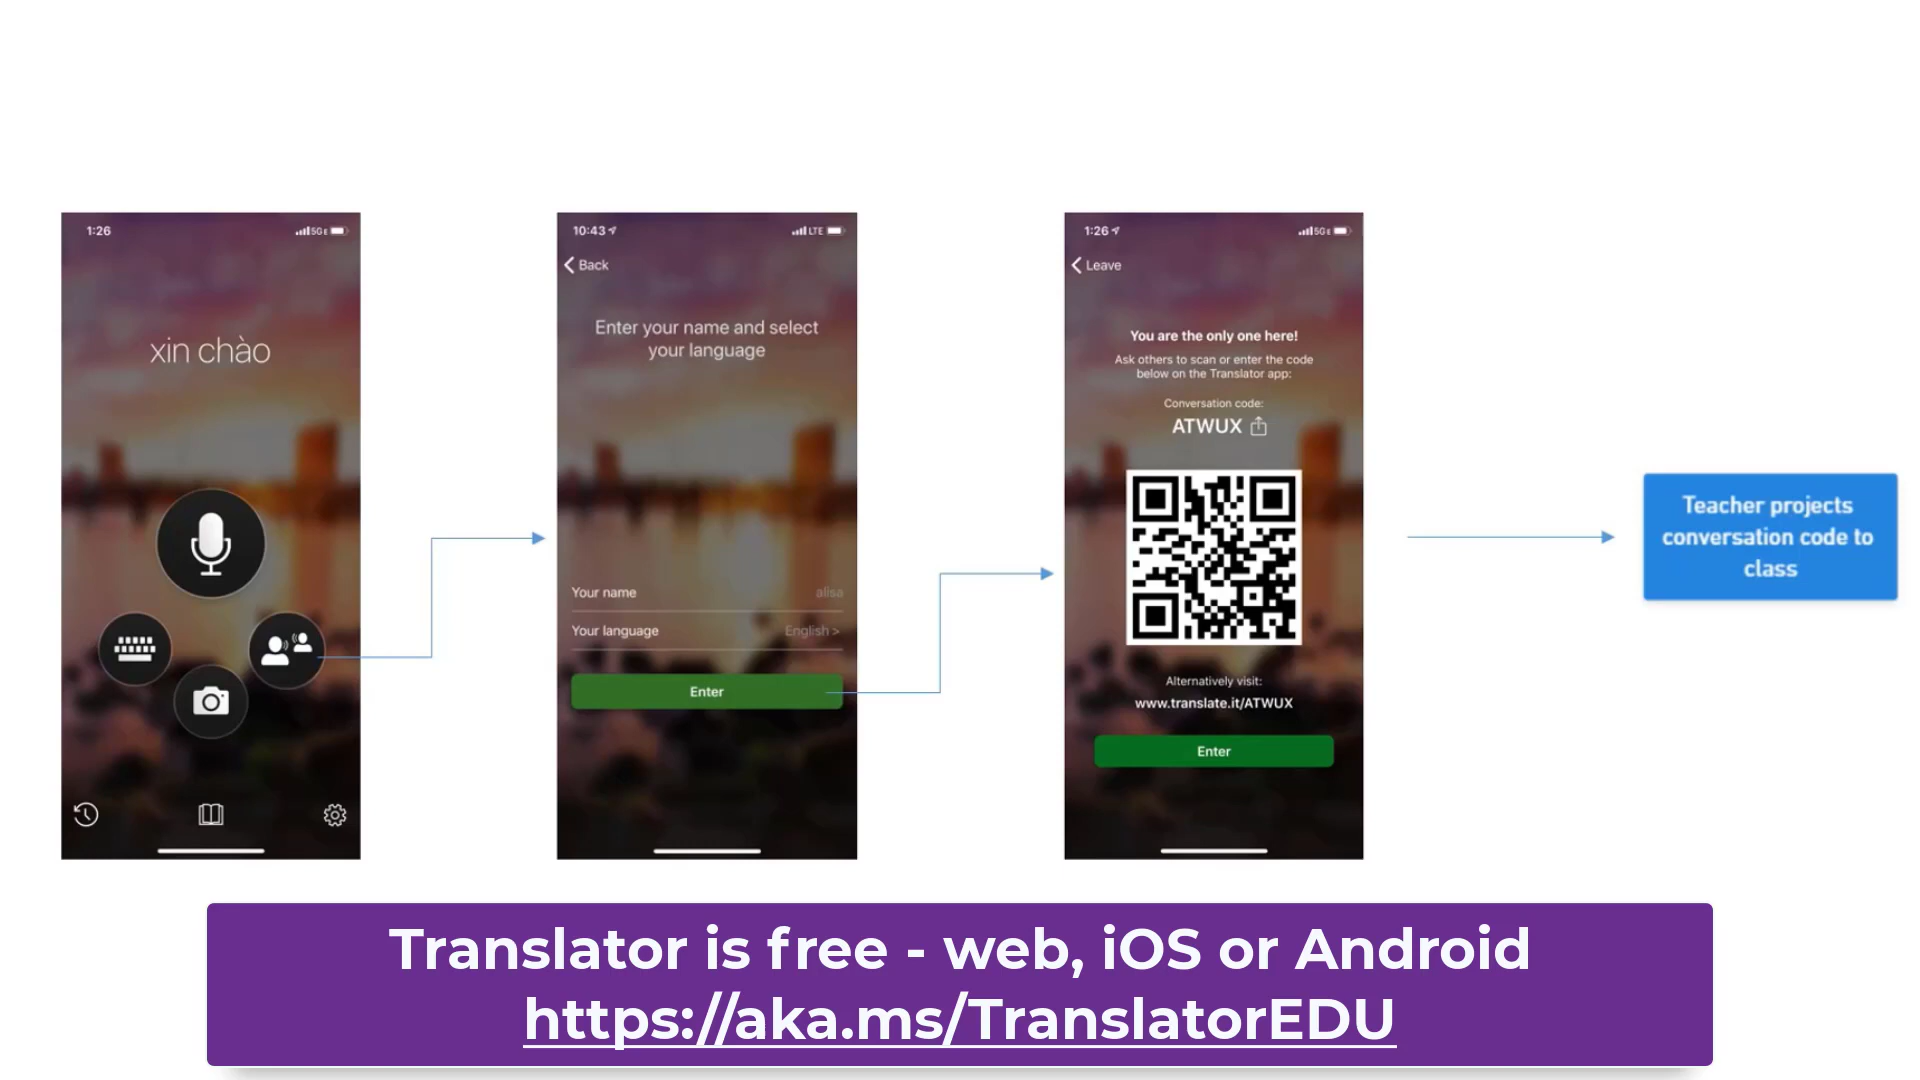 1:26
5GE
xin chào
10:43
LTE
Back
Enter your name and select
your language
Your name
alisa
Your language
English >
Enter
1:26
5GE
Leave
You are the only one here!
Ask others to scan or enter the code
below on the Translator app:
Conversation code:
ATWUX
Alternatively visit:
www.translate.it/ATWUX
Enter
Teacher projects
conversation code to
class
Translator is free - web, iOS or Android
https://aka.ms/TranslatorEDU